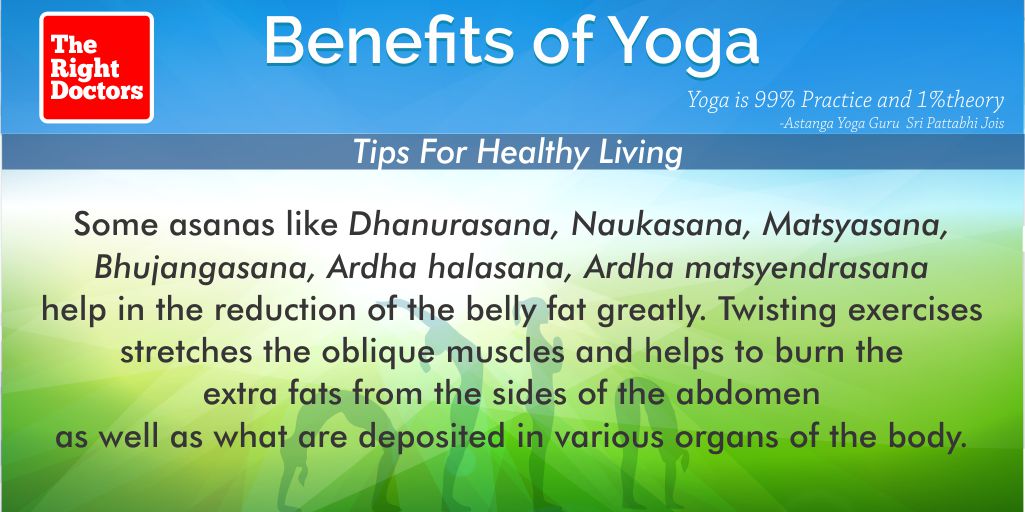 The
Right
Doctors
Benefits of Yoga
Yoga is 99% Practice and 1%theory
-Astanga Yoga Guru Sri Pattabhi Jois
Tips For Healthy Living
Some asanas like Dhanurasana, Naukasana, Matsyasana,
Bhujangasana, Ardha halasana, Ardha matsyendrasana
help in the reduction of the belly fat greatly. Twisting exercises
stretches the oblique muscles and helps to burn the
extra fats from the sides of the abdomen
as well as what are deposited in various organs of the body.